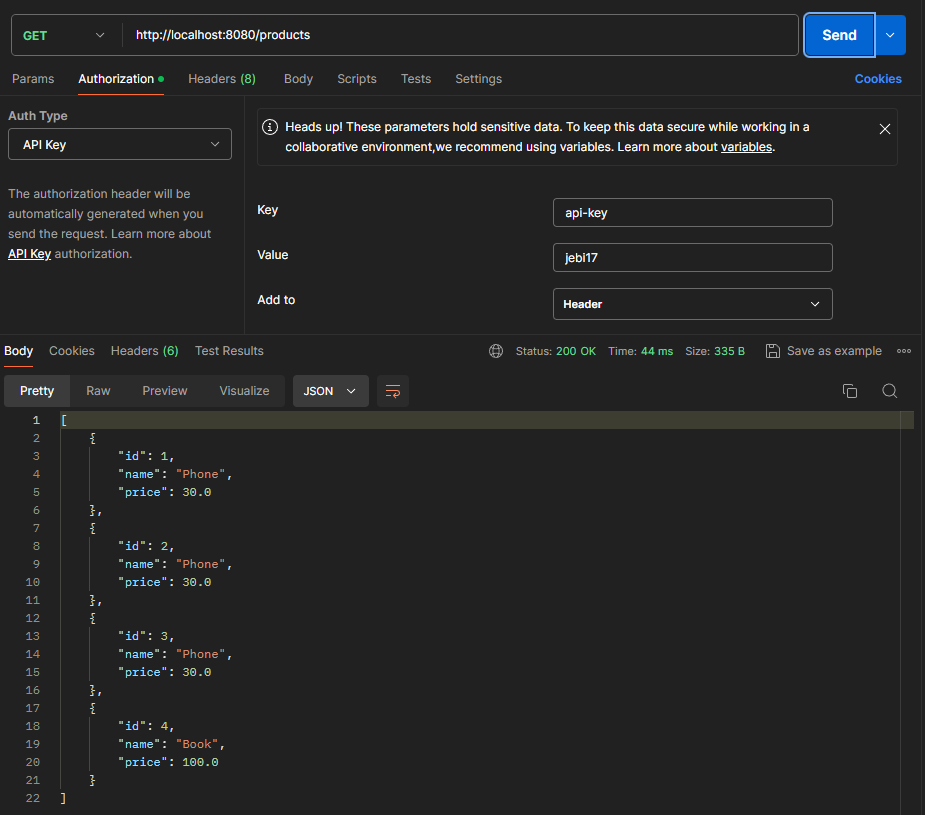 GET http://localhost:8080/products Send
Params Authorization Headers (8) Body Scripts Tests Settings Cookies
Auth Type
API Key
The authorization header will be
automatically generated when you
send the request. Learn more about
API Key authorization.
Heads up! These parameters hold sensitive data. To keep this data secure while working in a
collaborative environment,we recommend using variables. Learn more about variables.
Key api-key
Value jebi17
Add to Header
Body Cookies Headers (6) Test Results Status: 200 OK Time: 44 ms Size: 335 B Save as example
Pretty Raw Preview Visualize JSON
1 [
2 {
3 "id": 1,
4 "name": "Phone",
5 "price": 30.0
6 },
7 {
8 "id": 2,
9 "name": "Phone",
10 "price": 30.0
11 },
12 {
13 "id": 3,
14 "name": "Phone",
15 "price": 30.0
16 },
17 {
18 "id": 4,
19 "name": "Book",
20 "price": 100.0
21 }
22 ]